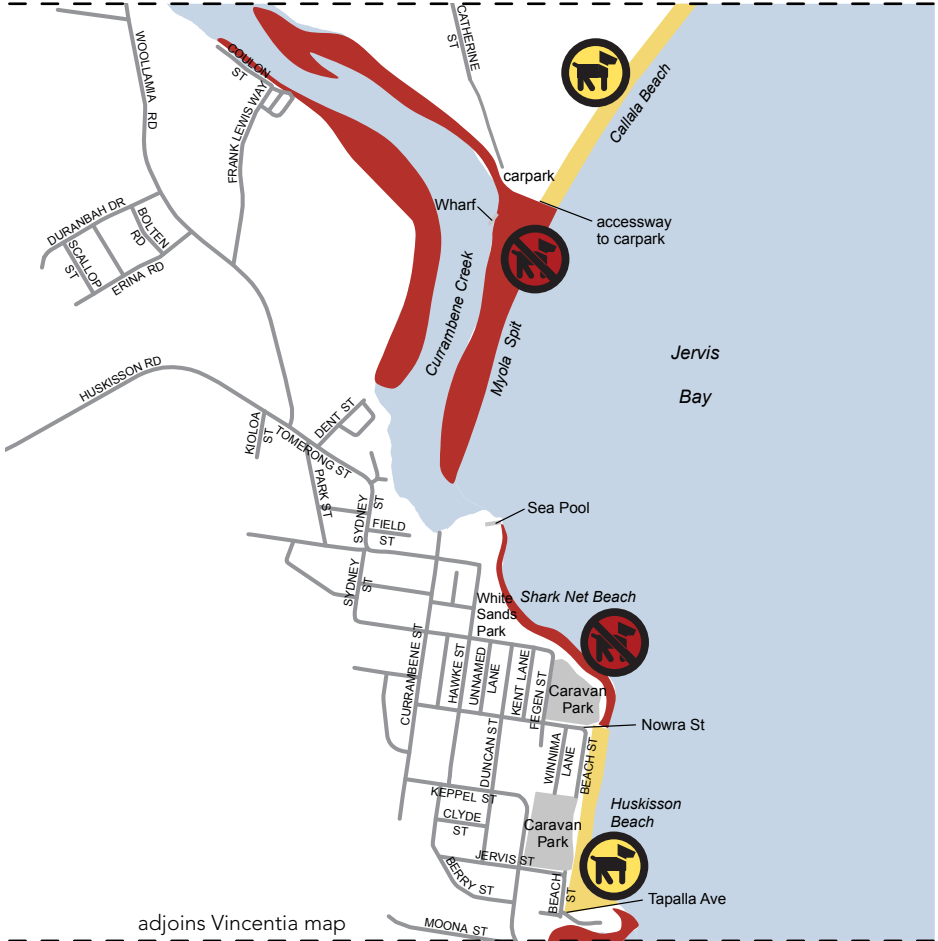 WOOLLAMIA RD
COULON
ST
FRANK LEWIS WAY
CATHERINE
ST
Callala Beach
carpark
Wharf
accessway
to carpark
DURANBAH DR
BOLTEN
RD
SCALLOP
ST
ERINA RD
Currambene Creek
Myola Spit
Jervis
Bay
HUSKISSON RD
KIOLOA
ST
DENT ST
TOMERONG ST
PARK ST
SYDNEY
ST
FIELD
ST
Sea Pool
SYDNEY
ST
White
Sands
Park
Shark Net Beach
CURRAMBENE ST
HAWKE ST
UNNAMED
LANE
KENT LANE
FEGEN ST
Caravan
Park
Nowra St
DUNCAN ST
WINNIMA
LANE
BEACH ST
KEPPEL ST
CLYDE
ST
Caravan
Park
Huskisson
Beach
JERVIS ST
BERRY ST
BEACH
ST
Tapalla Ave
MOONA ST
adjoins Vincentia map